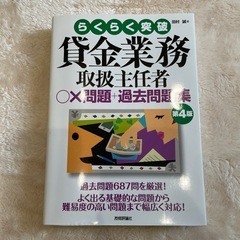 らくらく突破
田村 誠●著
貸金業務
取扱主任者
○×問題+過去問題集
第4版
過去問題687問を厳選!
よく出る基礎的な問題から
難易度の高い問題まで幅広く対応!
技術評論社